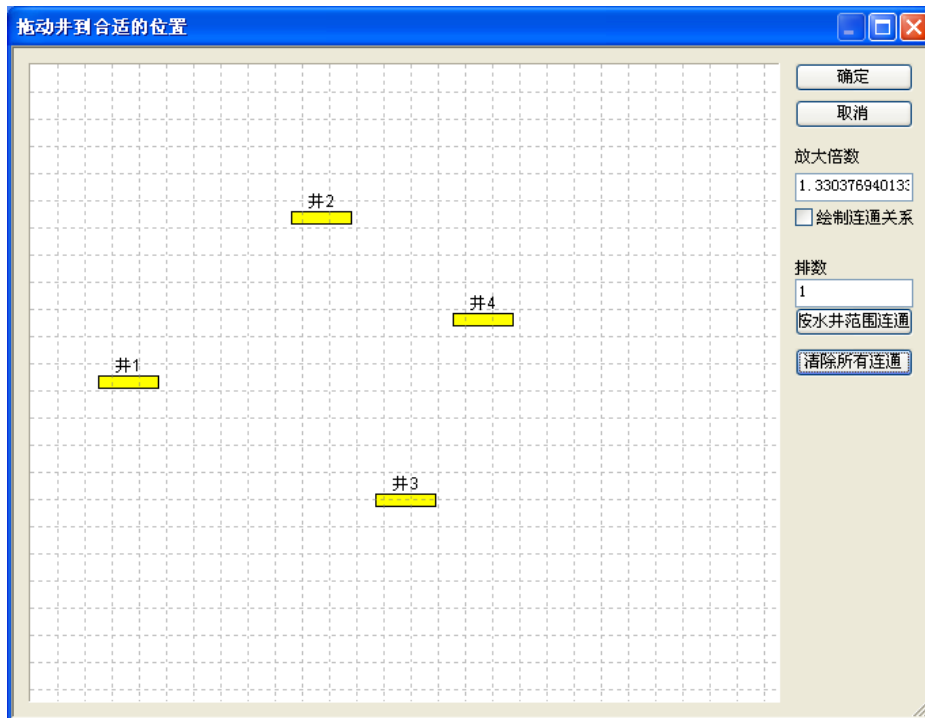 拖动井到合适的位置
确定
取消
放大倍数
1.330376940133
绘制连通关系
排数
1
按水井范围连通
清除所有连通
井2
井4
井1
井3